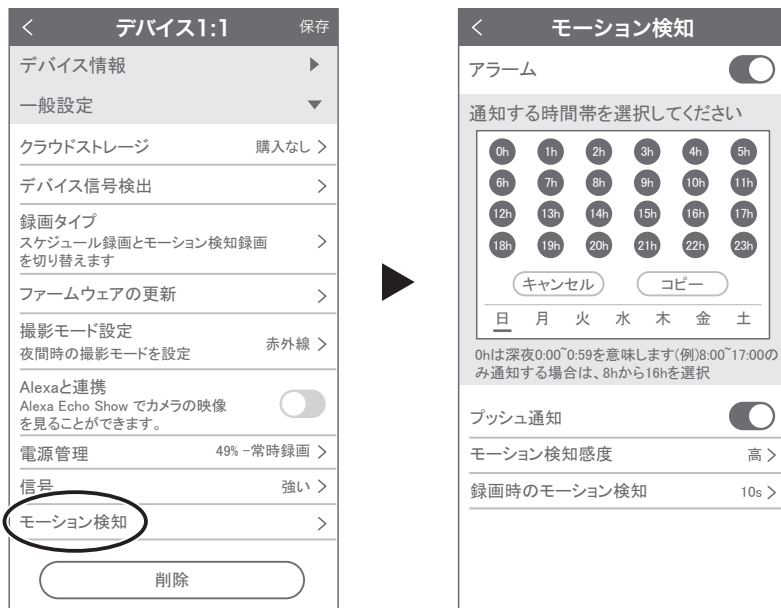 デバイス1:1
保存
デバイス情報
一般設定
クラウドストレージ 購入なし
デバイス信号検出
録画タイプ
スケジュール録画とモーション検知録画
を切り替えます
ファームウェアの更新
撮影モード設定
夜間時の撮影モードを設定
赤外線
Alexaと連携
Alexa Echo Show でカメラの映像
を見ることができます。
電源管理 49% -常時録画
信号 強い
モーション検知
削除
モーション検知
アラーム
通知する時間帯を選択してください
0h 1h 2h 3h 4h 5h
6h 7h 8h 9h 10h 11h
12h 13h 14h 15h 16h 17h
18h 19h 20h 21h 22h 23h
キャンセル コピー
日 月 火 水 木 金 土
0hは深夜0:00~0:59を意味します(例)8:00~17:00の
み通知する場合は、8hから16hを選択
プッシュ通知
モーション検知感度 高
録画時のモーション検知 10s